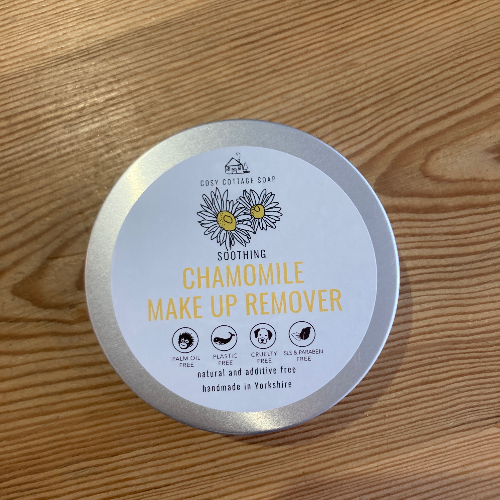 COSY COTTAGE SOAP
SOOTHING
CHAMOMILE
MAKE UP REMOVER
PALM OIL FREE
PLASTIC FREE
CRUELTY FREE
SLS & PARABEN FREE
natural and additive free
handmade in Yorkshire